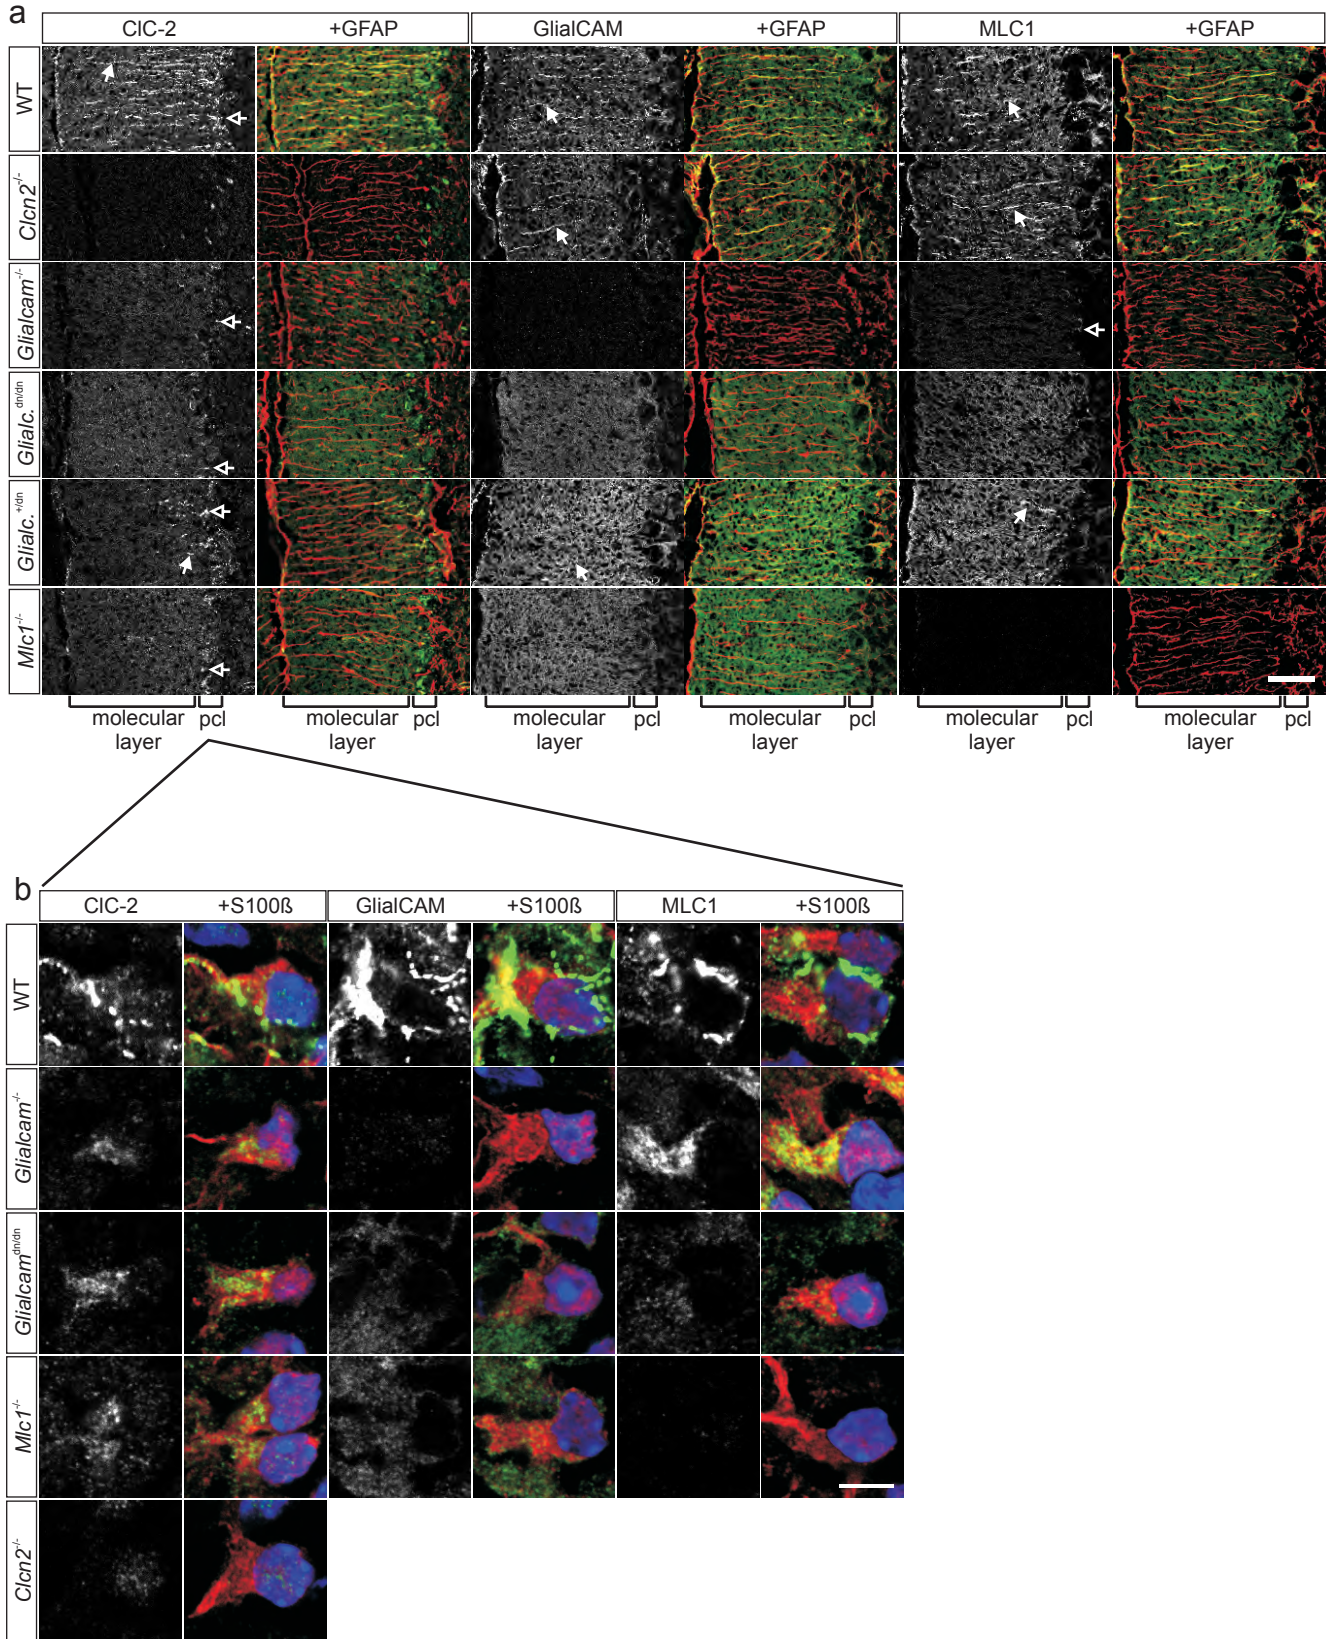 a
ClC-2 +GFAP GlialCAM +GFAP MLC1 +GFAP
WT
Clcn2-/-
Glialcam-/-
Glialc.dn/dn
Glialc.+/dn
Mlc1-/-
molecular layer pcl molecular layer pcl molecular layer pcl molecular layer pcl molecular layer pcl molecular layer pcl
b
ClC-2 +S100ß GlialCAM +S100ß MLC1 +S100ß
WT
Glialcam-/-
Glialcamdn/dn
Mlc1-/-
Clcn2-/-